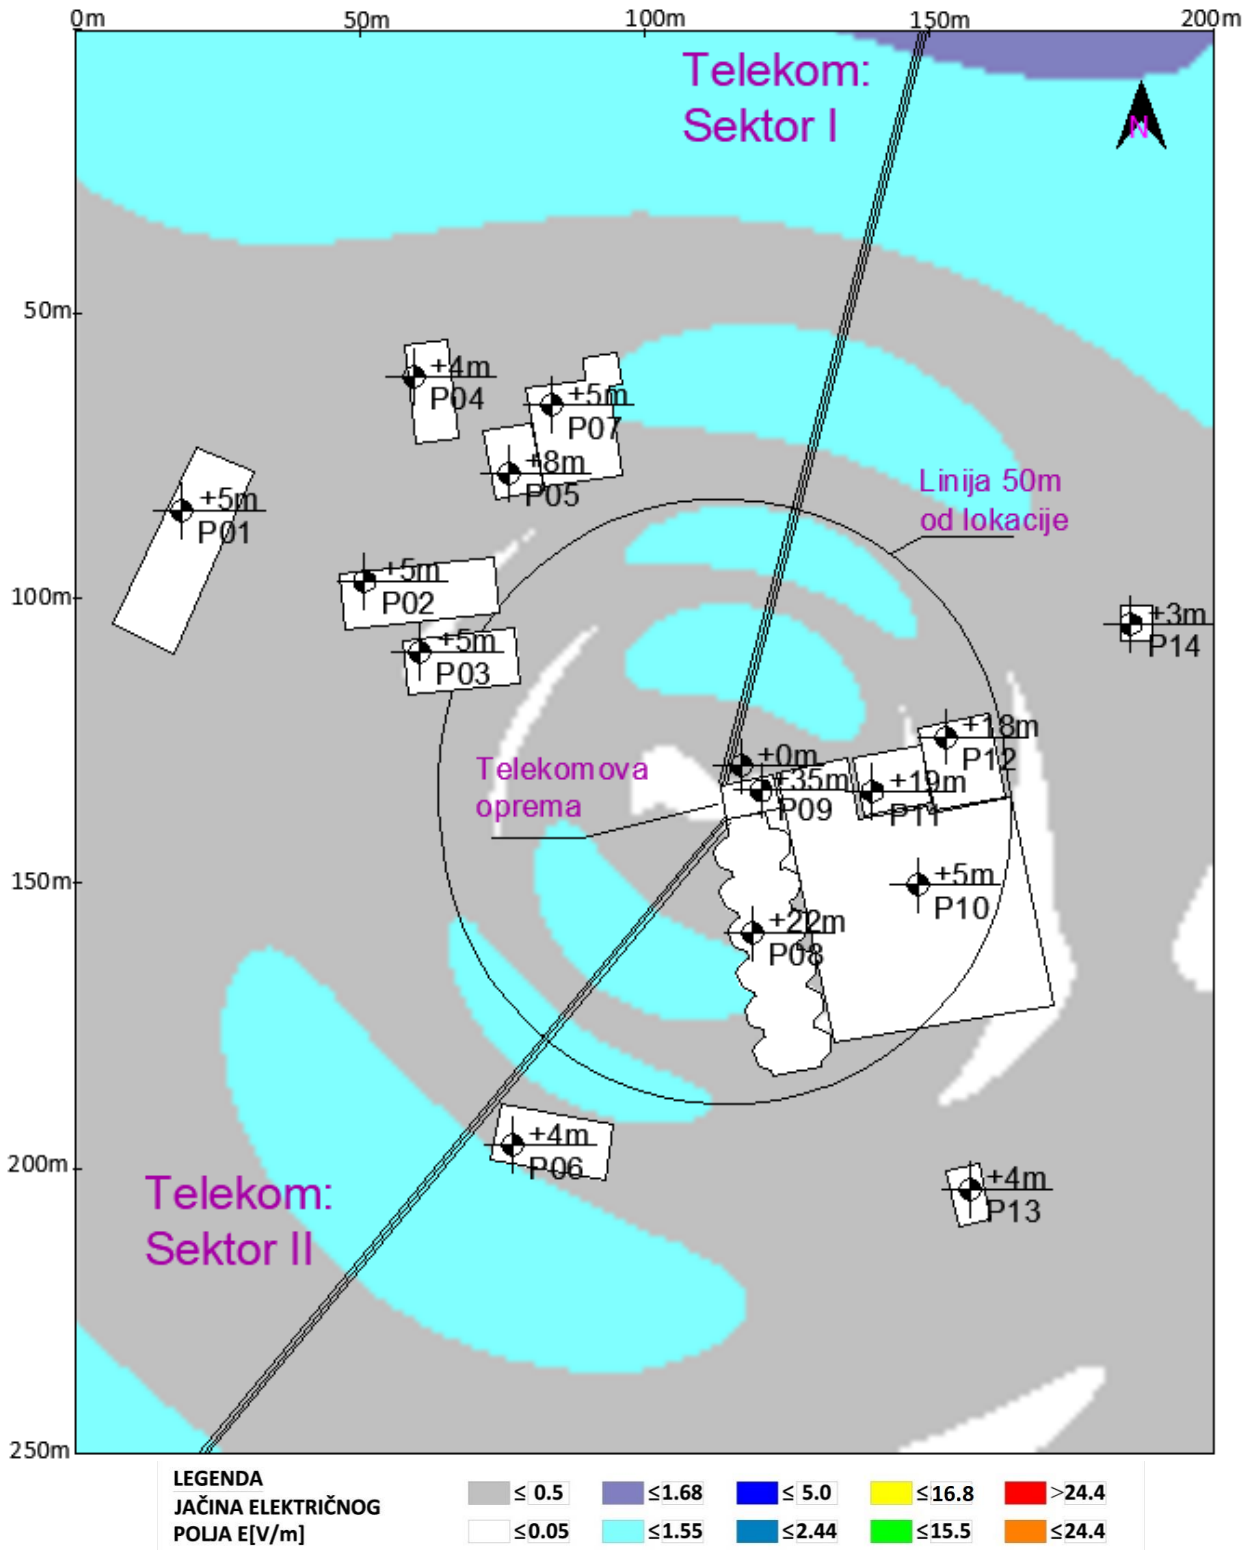 0m
50m
100m
150m
200m
Telekom:
Sektor I
N
50m
+4m
P04
+5m
P07
+8m
P05
+5m
P01
Linija 50m
od lokacije
+5m
P02
100m
+5m
P03
+3m
P14
+18m
P12
+0m
Telekomova
oprema
+35m
P09
+19m
P11
150m
+5m
P10
+22m
P08
+4m
P06
200m
Telekom:
Sektor II
+4m
P13
250m
LEGENDA
JAČINA ELEKTRIČNOG
POLJA E[V/m]
≤ 0.5
≤1.68
≤ 5.0
≤16.8
>24.4
≤0.05
≤1.55
≤2.44
≤15.5
≤24.4